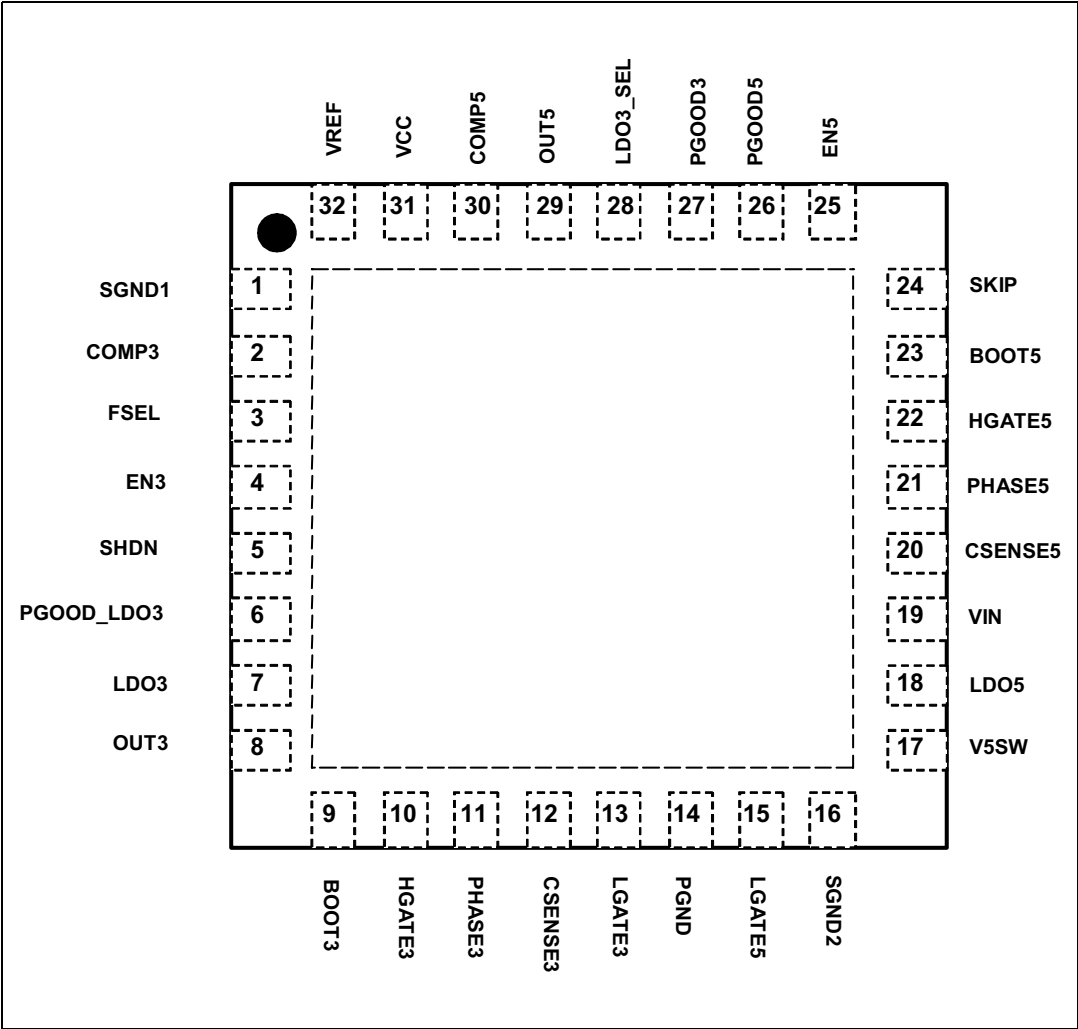 VREF
VCC
COMP5
OUT5
LDO3_SEL
PGOOD3
PGOOD5
EN5
32
31
30
29
28
27
26
25
SGND1
1
COMP3
2
FSEL
3
EN3
4
SHDN
5
PGOOD_LDO3
6
LDO3
7
OUT3
8
24
SKIP
23
BOOT5
22
HGATE5
21
PHASE5
20
CSENSE5
19
VIN
18
LDO5
17
V5SW
9
10
11
12
13
14
15
16
BOOT3
HGATE3
PHASE3
CSENSE3
LGATE3
PGND
LGATE5
SGND2